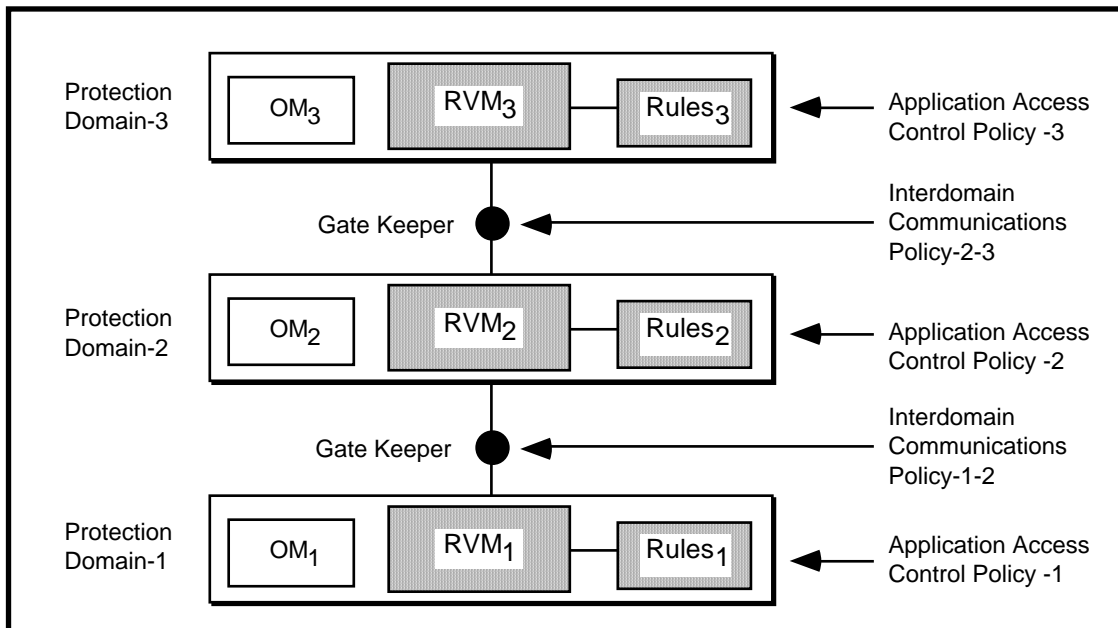 Protection
Domain-3
OM3
RVM3
Rules3
Application Access
Control Policy -3
Gate Keeper
Interdomain
Communications
Policy-2-3
Protection
Domain-2
OM2
RVM2
Rules2
Application Access
Control Policy -2
Gate Keeper
Interdomain
Communications
Policy-1-2
Protection
Domain-1
OM1
RVM1
Rules1
Application Access
Control Policy -1